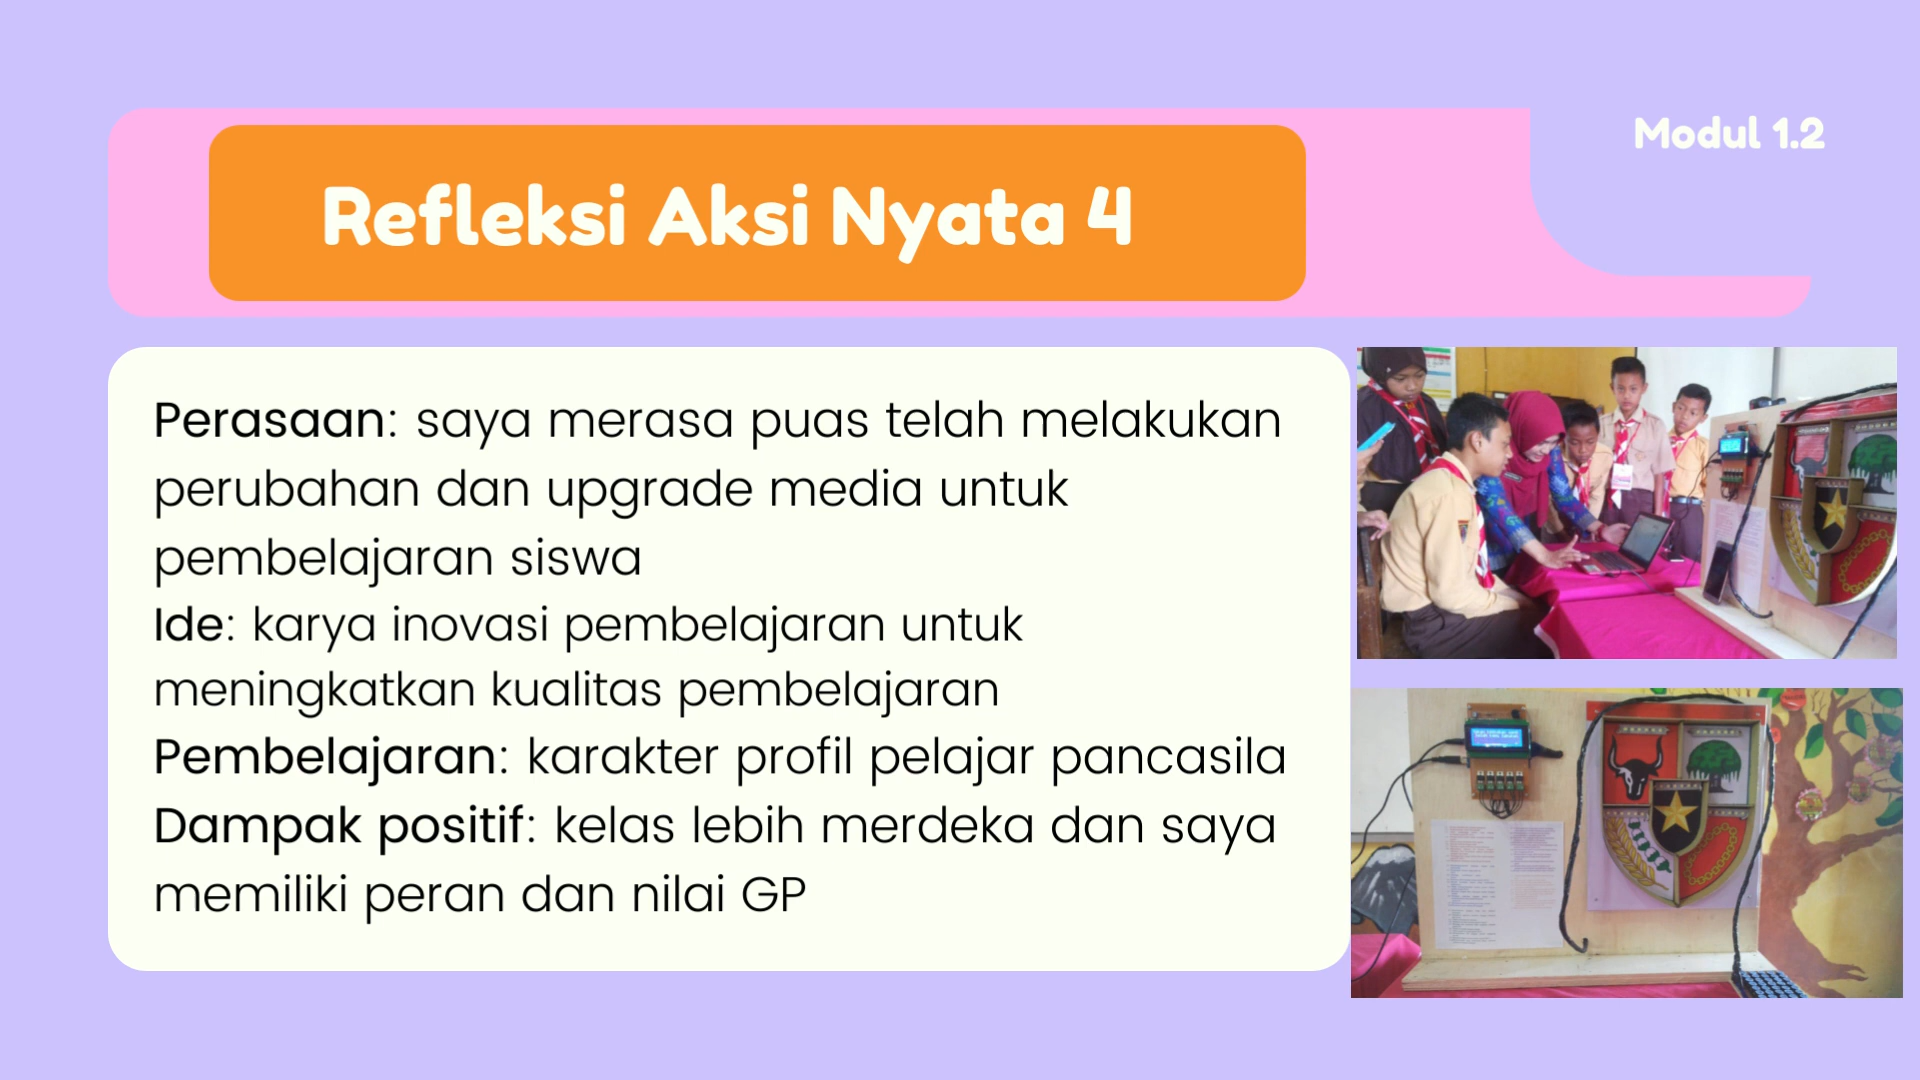 Modul 1.2
Refleksi Aksi Nyata 4
Perasaan: saya merasa puas telah melakukan
perubahan dan upgrade media untuk
pembelajaran siswa
Ide: karya inovasi pembelajaran untuk
meningkatkan kualitas pembelajaran
Pembelajaran: karakter profil pelajar pancasila
Dampak positif: kelas lebih merdeka dan saya
memiliki peran dan nilai GP